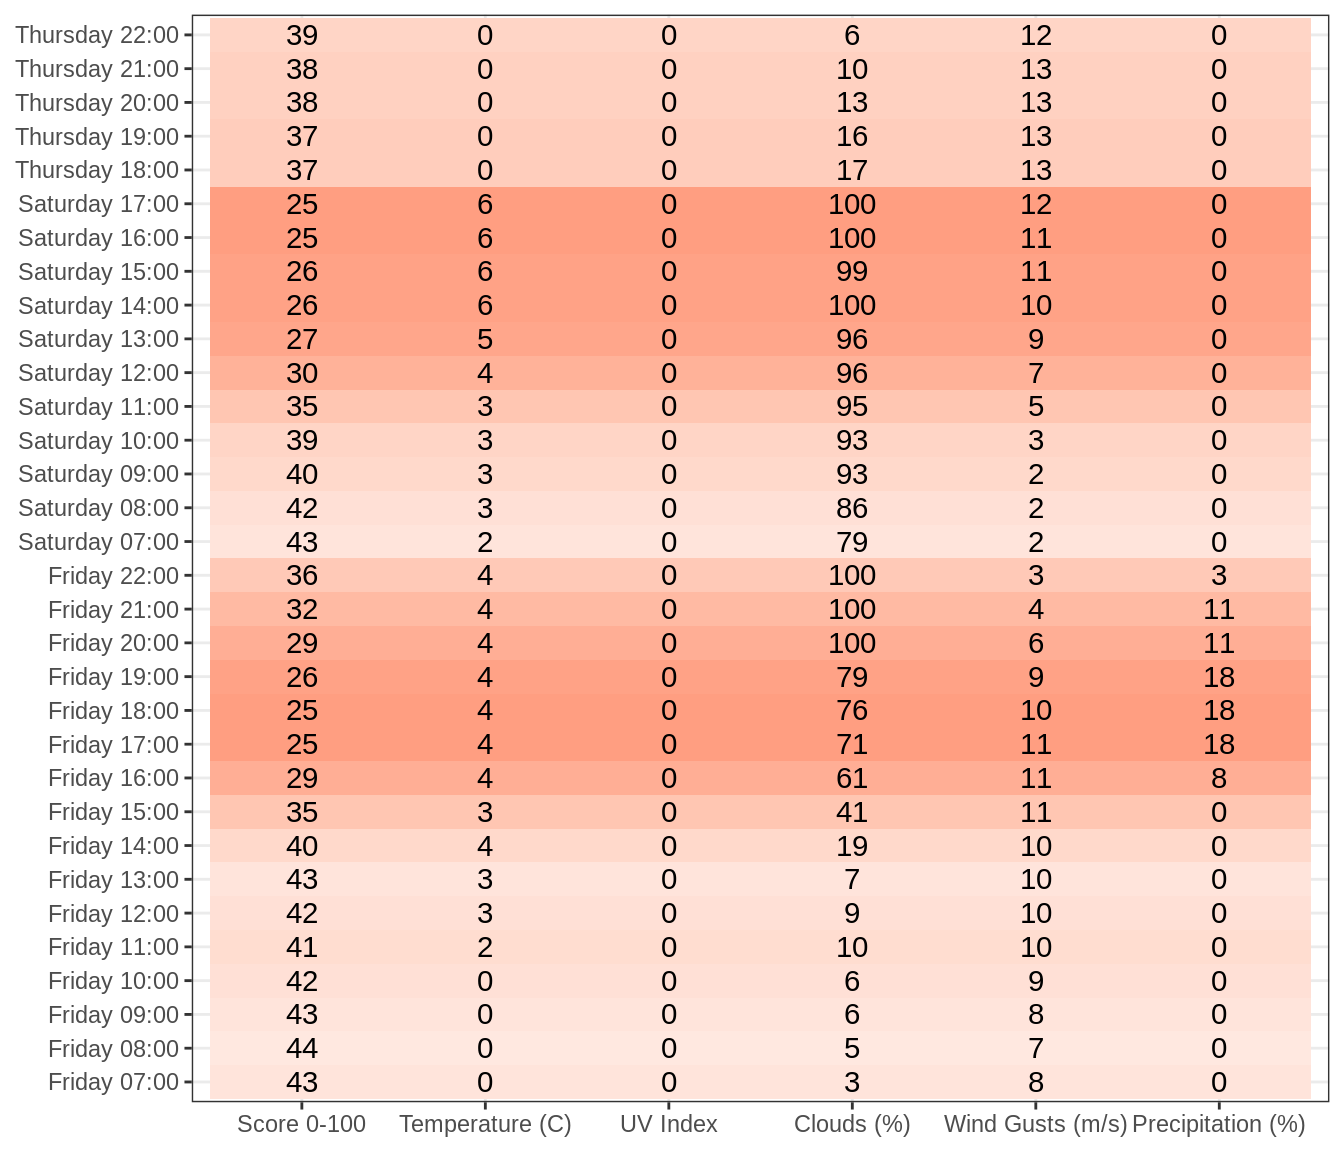 Thursday 22:00 39 0 0 6 12 0
Thursday 21:00 38 0 0 10 13 0
Thursday 20:00 38 0 0 13 13 0
Thursday 19:00 37 0 0 16 13 0
Thursday 18:00 37 0 0 17 13 0
Saturday 17:00 25 6 0 100 12 0
Saturday 16:00 25 6 0 100 11 0
Saturday 15:00 26 6 0 99 11 0
Saturday 14:00 26 6 0 100 10 0
Saturday 13:00 27 5 0 96 9 0
Saturday 12:00 30 4 0 96 7 0
Saturday 11:00 35 3 0 95 5 0
Saturday 10:00 39 3 0 93 3 0
Saturday 09:00 40 3 0 93 2 0
Saturday 08:00 42 3 0 86 2 0
Saturday 07:00 43 2 0 79 2 0
Friday 22:00 36 4 0 100 3 3
Friday 21:00 32 4 0 100 4 11
Friday 20:00 29 4 0 100 6 11
Friday 19:00 26 4 0 79 9 18
Friday 18:00 25 4 0 76 10 18
Friday 17:00 25 4 0 71 11 18
Friday 16:00 29 4 0 61 11 8
Friday 15:00 35 3 0 41 11 0
Friday 14:00 40 4 0 19 10 0
Friday 13:00 43 3 0 7 10 0
Friday 12:00 42 3 0 9 10 0
Friday 11:00 41 2 0 10 10 0
Friday 10:00 42 0 0 6 9 0
Friday 09:00 43 0 0 6 8 0
Friday 08:00 44 0 0 5 7 0
Friday 07:00 43 0 0 3 8 0
Score 0-100 Temperature (C) UV Index Clouds (%) Wind Gusts (m/s) Precipitation (%)